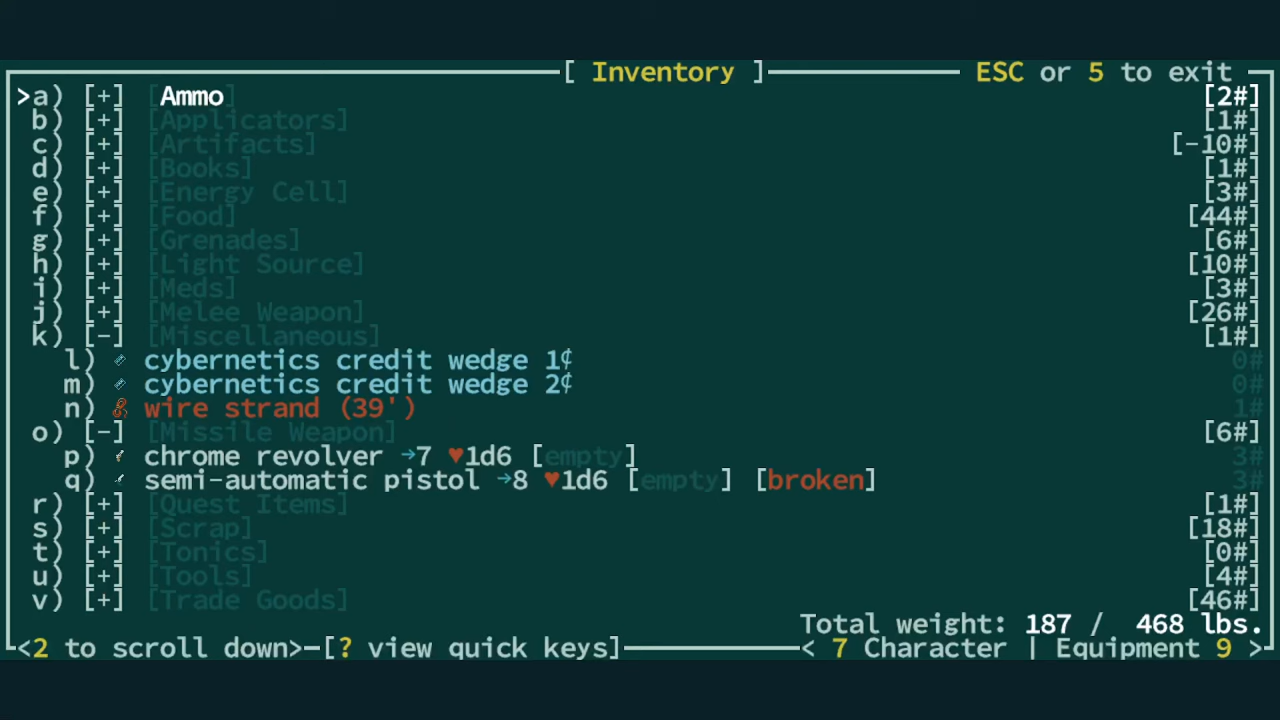 [ Inventory ] ESC or 5 to exit
>a) [+] [Ammo] [2#]
b) [+] [Applicators] [1#]
c) [+] [Artifacts] [-10#]
d) [+] [Books] [1#]
e) [+] [Energy Cell] [3#]
f) [+] [Food] [44#]
g) [+] [Grenades] [6#]
h) [+] [Light Source] [10#]
i) [+] [Meds] [3#]
j) [+] [Melee Weapon] [26#]
k) [-] [Miscellaneous] [1#]
l) cybernetics credit wedge 1¢ 0#
m) cybernetics credit wedge 2¢ 0#
n) wire strand (39') 1#
o) [-] [Missile Weapon] [6#]
p) chrome revolver →7 ♥1d6 [empty] 3#
q) semi-automatic pistol →8 ♥1d6 [empty] [broken] 3#
r) [+] [Quest Items] [1#]
s) [+] [Scrap] [18#]
t) [+] [Tonics] [0#]
u) [+] [Tools] [4#]
v) [+] [Trade Goods] [46#]
Total weight: 187 / 468 lbs.
<2 to scroll down> [? view quick keys] < 7 Character | Equipment 9 >